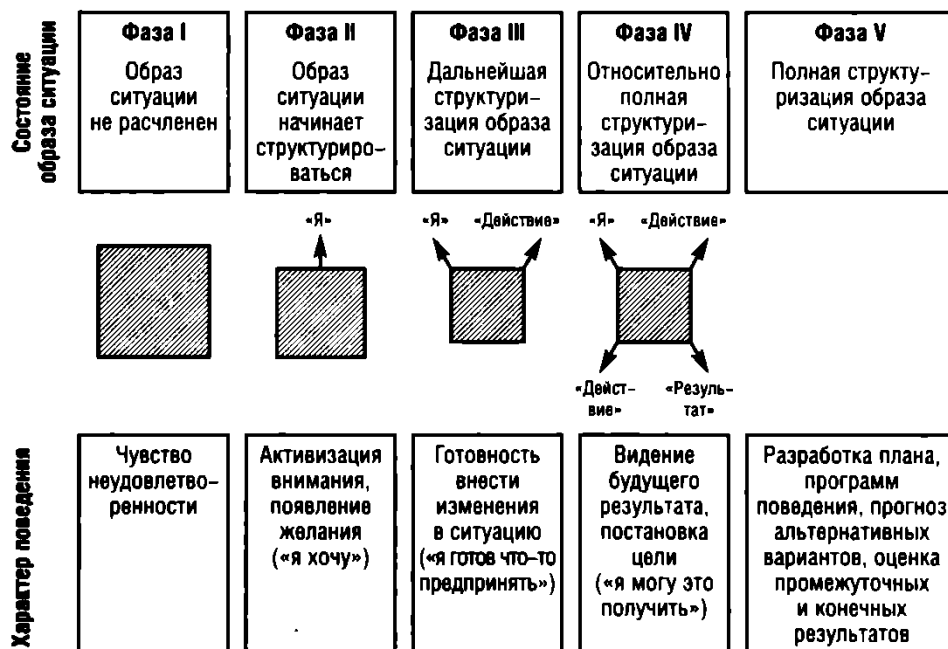 Состояние
образа ситуации
Фаза I
Образ
ситуации
не расчленен
Фаза II
Образ
ситуации
начинает
структуриро-
ваться
Фаза III
Дальнейшая
структури-
зация образа
ситуации
Фаза IV
Относительно
полная
структури-
зация образа
ситуации
Фаза V
Полная структу-
ризация образа
ситуации
«Я»
«Я»
«Действие»
«Я»
«Действие»
«Дейст-
вие»
«Резуль-
тат»
Характер поведения
Чувство
неудовлетво-
ренности
Активизация
внимания,
появление
желания
(«я хочу»)
Готовность
внести
изменения
в ситуацию
(«я готов что-то
предпринять»)
Видение
будущего
результата,
постановка
цели
(«я могу это
получить»)
Разработка плана,
программ
поведения, прогноз
альтернативных
вариантов, оценка
промежуточных
и конечных
результатов